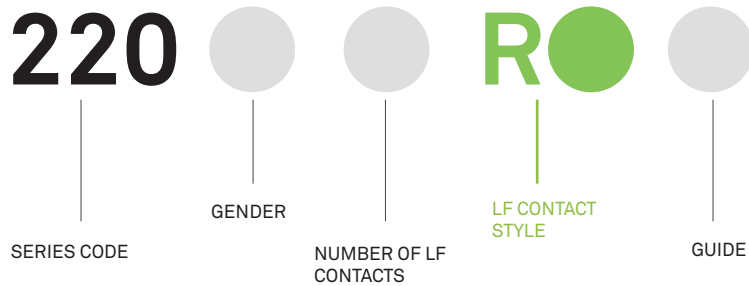 220 R
GENDER
LF CONTACT
STYLE
SERIES CODE
NUMBER OF LF
CONTACTS
GUIDE